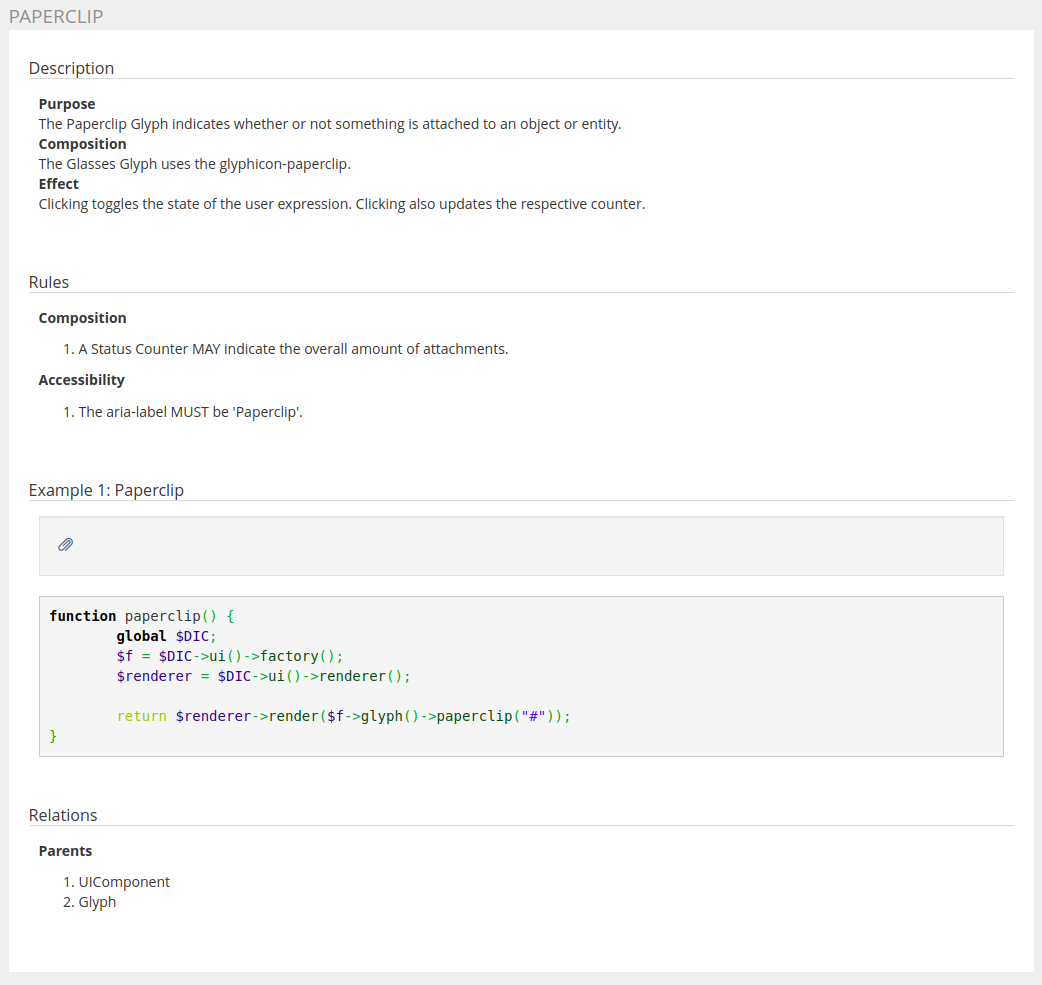 PAPERCLIP
Description
Purpose
The Paperclip Glyph indicates whether or not something is attached to an object or entity.
Composition
The Glasses Glyph uses the glyphicon-paperclip.
Effect
Clicking toggles the state of the user expression. Clicking also updates the respective counter.
Rules
Composition
1. A Status Counter MAY indicate the overall amount of attachments.
Accessibility
1. The aria-label MUST be 'Paperclip'.
Example 1: Paperclip
function paperclip() {
        global $DIC;
        $f = $DIC->ui()->factory();
        $renderer = $DIC->ui()->renderer();
        return $renderer->render($f->glyph()->paperclip("#"));
}
Relations
Parents
1. UIComponent
2. Glyph